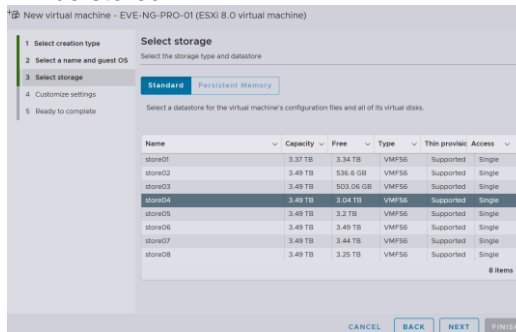 New virtual machine - EVE-NG-PRO-01 (ESXi 8.0 virtual machine)
1 Select creation type
2 Select a name and guest OS
3 Select storage
4 Customize settings
5 Ready to complete
Select storage
Select the storage type and datastore
Standard Persistent Memory
Select a datastore for the virtual machine's configuration files and all of its virtual disks.
Name Capacity Free Type Thin provisic Access
store01 3.37 TB 3.34 TB VMFS6 Supported Single
store02 3.49 TB 536.6 GB VMFS6 Supported Single
store03 3.49 TB 503.06 GB VMFS6 Supported Single
store04 3.49 TB 3.04 TB VMFS6 Supported Single
store05 3.49 TB 3.2 TB VMFS6 Supported Single
store06 3.49 TB 3.49 TB VMFS6 Supported Single
store07 3.49 TB 3.44 TB VMFS6 Supported Single
store08 3.49 TB 3.25 TB VMFS6 Supported Single
8 items
CANCEL BACK NEXT FINISH